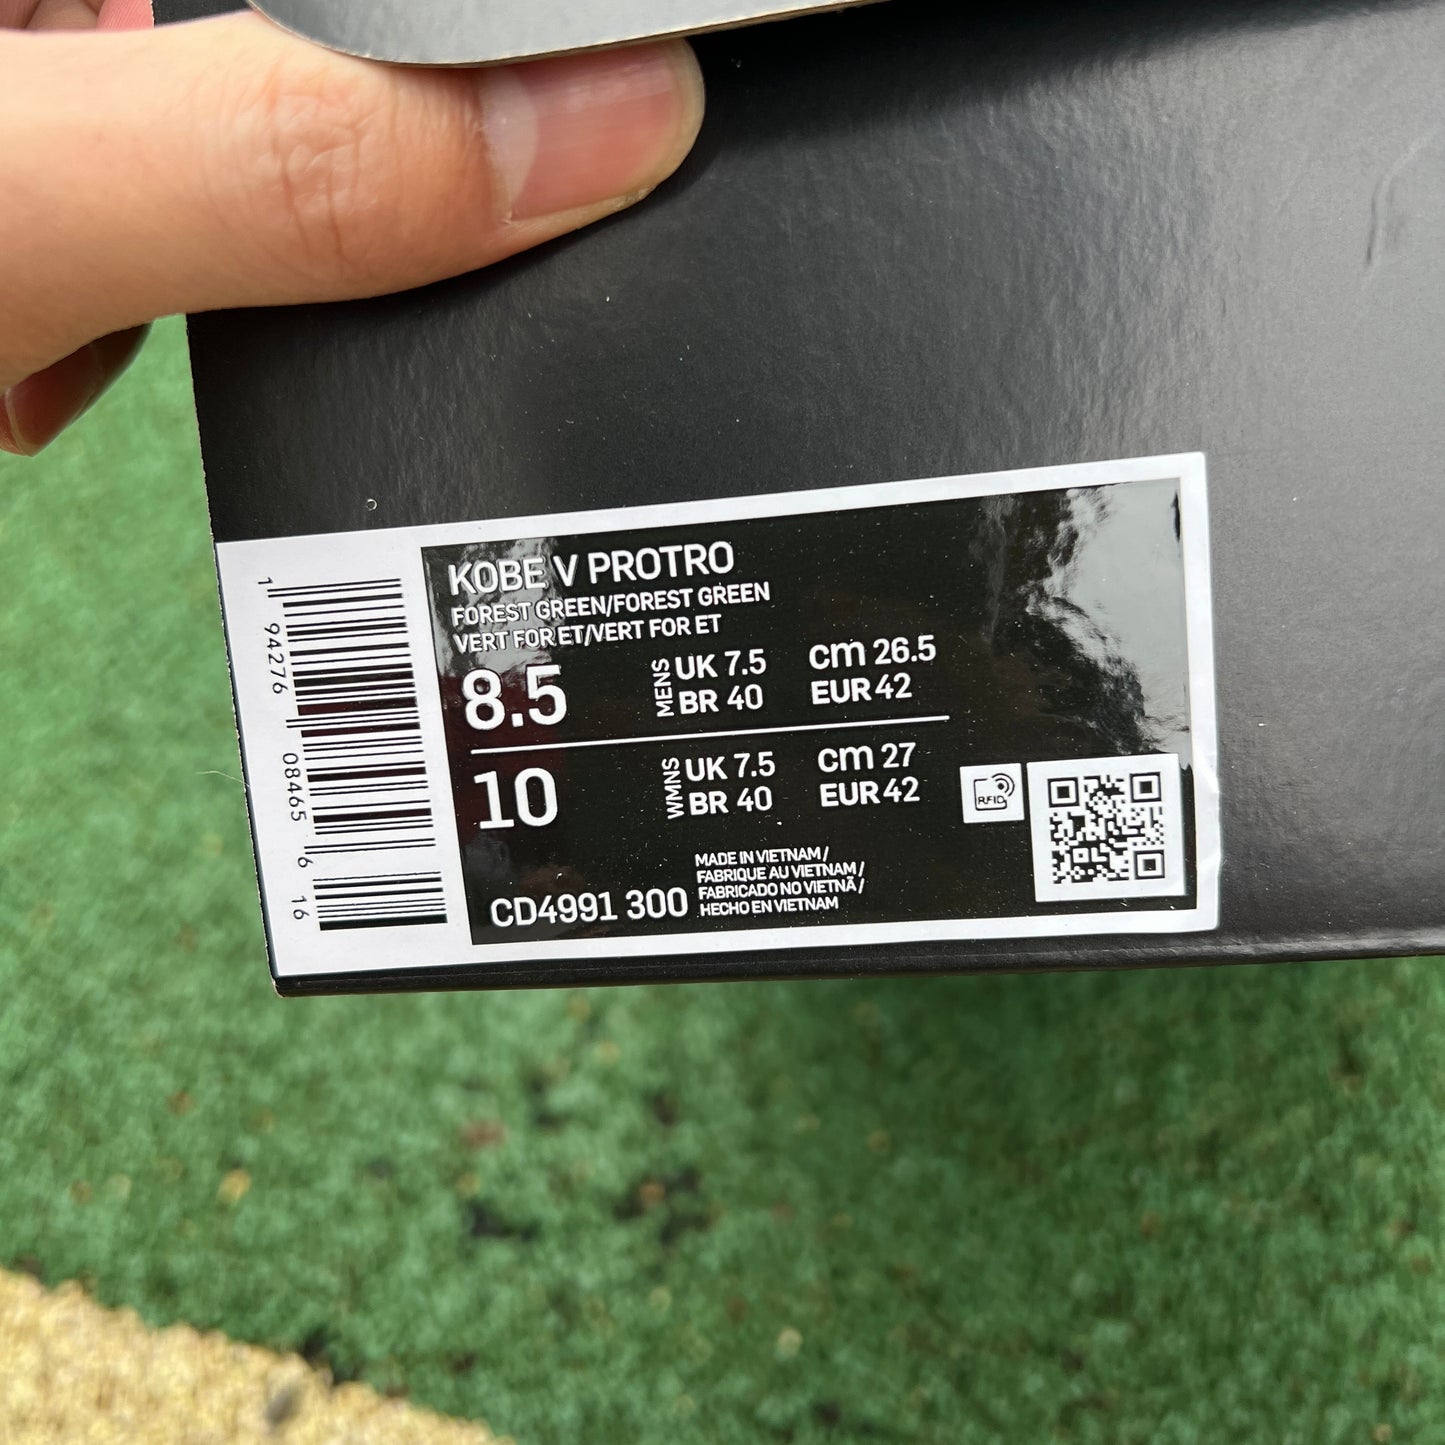 KOBE V PROTRO
FOREST GREEN/FOREST GREEN
VERT FOR ET/VERT FOR ET
8.5 MENS UK 7.5 cm 26.5
BR 40 EUR 42
10 WMNS UK 7.5 cm 27
BR 40 EUR 42
RFID
MADE IN VIETNAM /
FABRIQUE AU VIETNAM /
FABRICADO NO VIETNÃ /
HECHO EN VIETNAM
CD4991 300
1 94276 08465 6 16